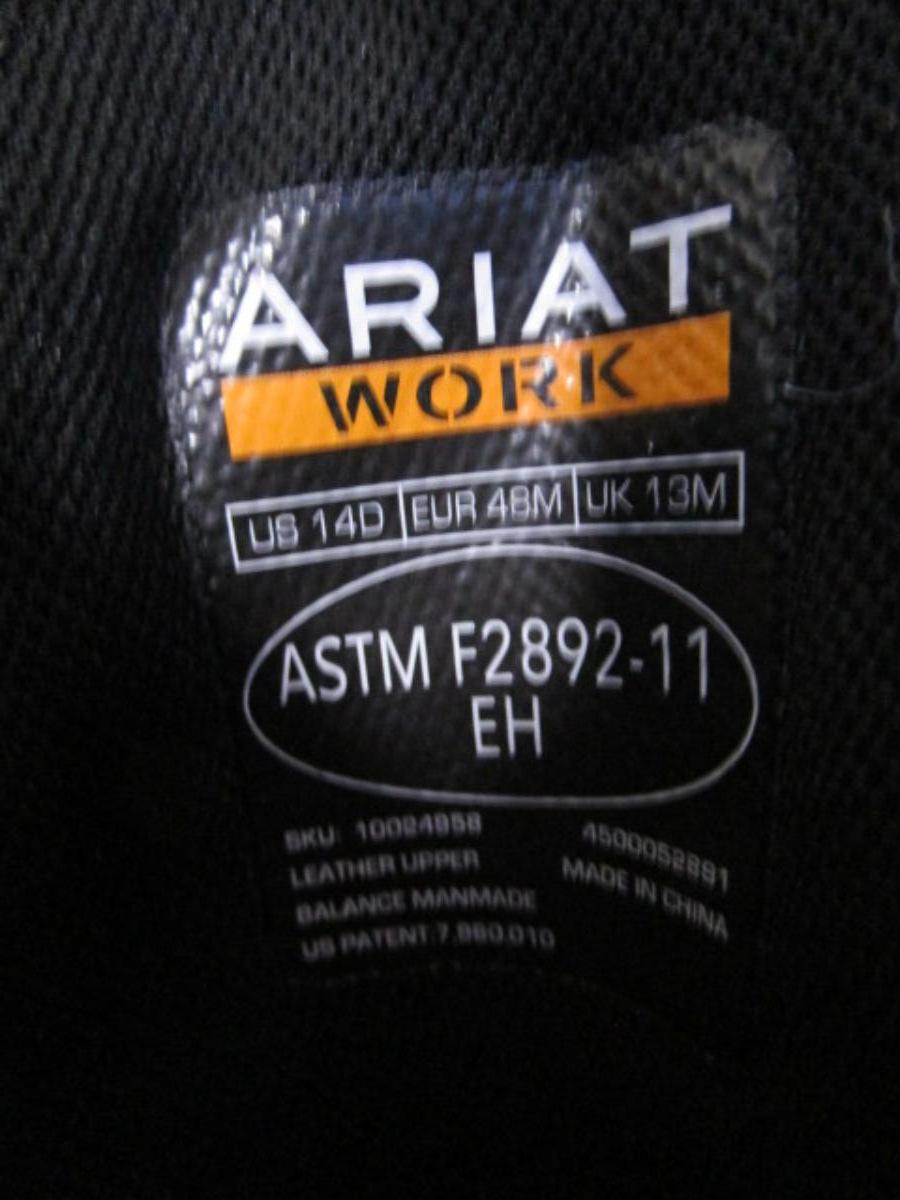 ARIAT
WORK
US 14D EUR 48M UK 13M
ASTM F2892-11
EH
SKU: 10024958 4500052891
LEATHER UPPER MADE IN CHINA
BALANCE MANMADE
US PATENT:7.980.010